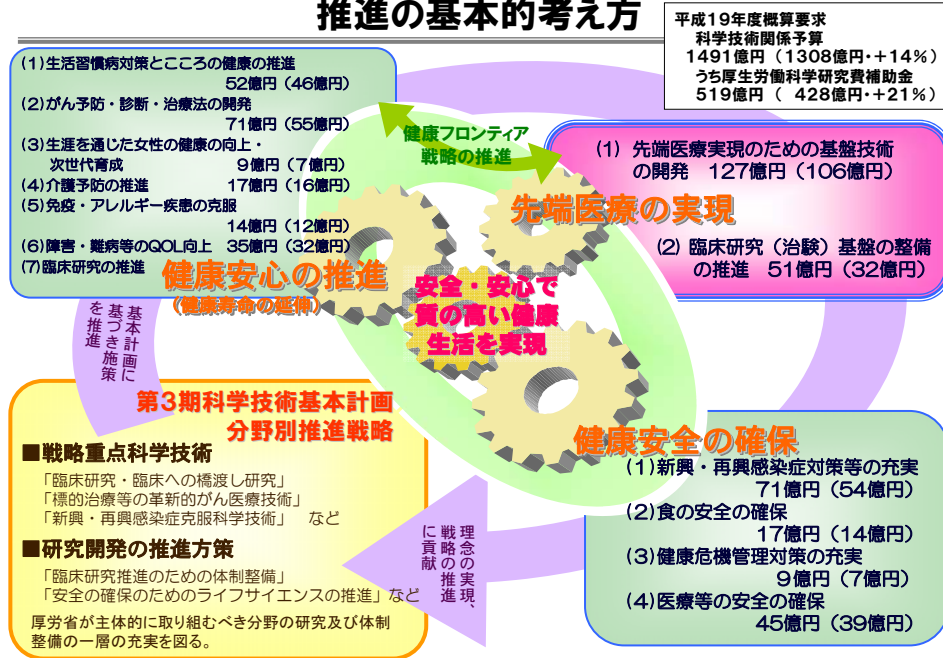 推進の基本的考え方
平成19年度概算要求
科学技術関係予算
1491億円（1308億円・+14%）
うち厚生労働科学研究費補助金
519億円（ 428億円・+21%）
(1)生活習慣病対策とこころの健康の推進
52億円（46億円）
(2)がん予防・診断・治療法の開発
71億円（55億円）
(3)生涯を通じた女性の健康の向上・
次世代育成 9億円（7億円）
(4)介護予防の推進 17億円（16億円）
(5)免疫・アレルギー疾患の克服
14億円（12億円）
(6)障害・難病等のQOL向上 35億円（32億円）
(7)臨床研究の推進
健康安心の推進
（健康寿命の延伸）
健康フロンティア
戦略の推進
(1) 先端医療実現のための基盤技術
の開発 127億円（106億円）
先端医療の実現
(2) 臨床研究（治験）基盤の整備
の推進 51億円（32億円）
安全・安心で
質の高い健康
生活を実現
基本計画に
基づき施策
を推進
第3期科学技術基本計画
分野別推進戦略
■戦略重点科学技術
「臨床研究・臨床への橋渡し研究」
「標的治療等の革新的がん医療技術」
「新興・再興感染症克服科学技術」 など
■研究開発の推進方策
「臨床研究推進のための体制整備」
「安全の確保のためのライフサイエンスの推進」など
厚労省が主体的に取り組むべき分野の研究及び体制
整備の一層の充実を図る。
理念の実現、
戦略の推進
に貢献
健康安全の確保
(1)新興・再興感染症対策等の充実
71億円（54億円）
(2)食の安全の確保
17億円（14億円）
(3)健康危機管理対策の充実
9億円（7億円）
(4)医療等の安全の確保
45億円（39億円）